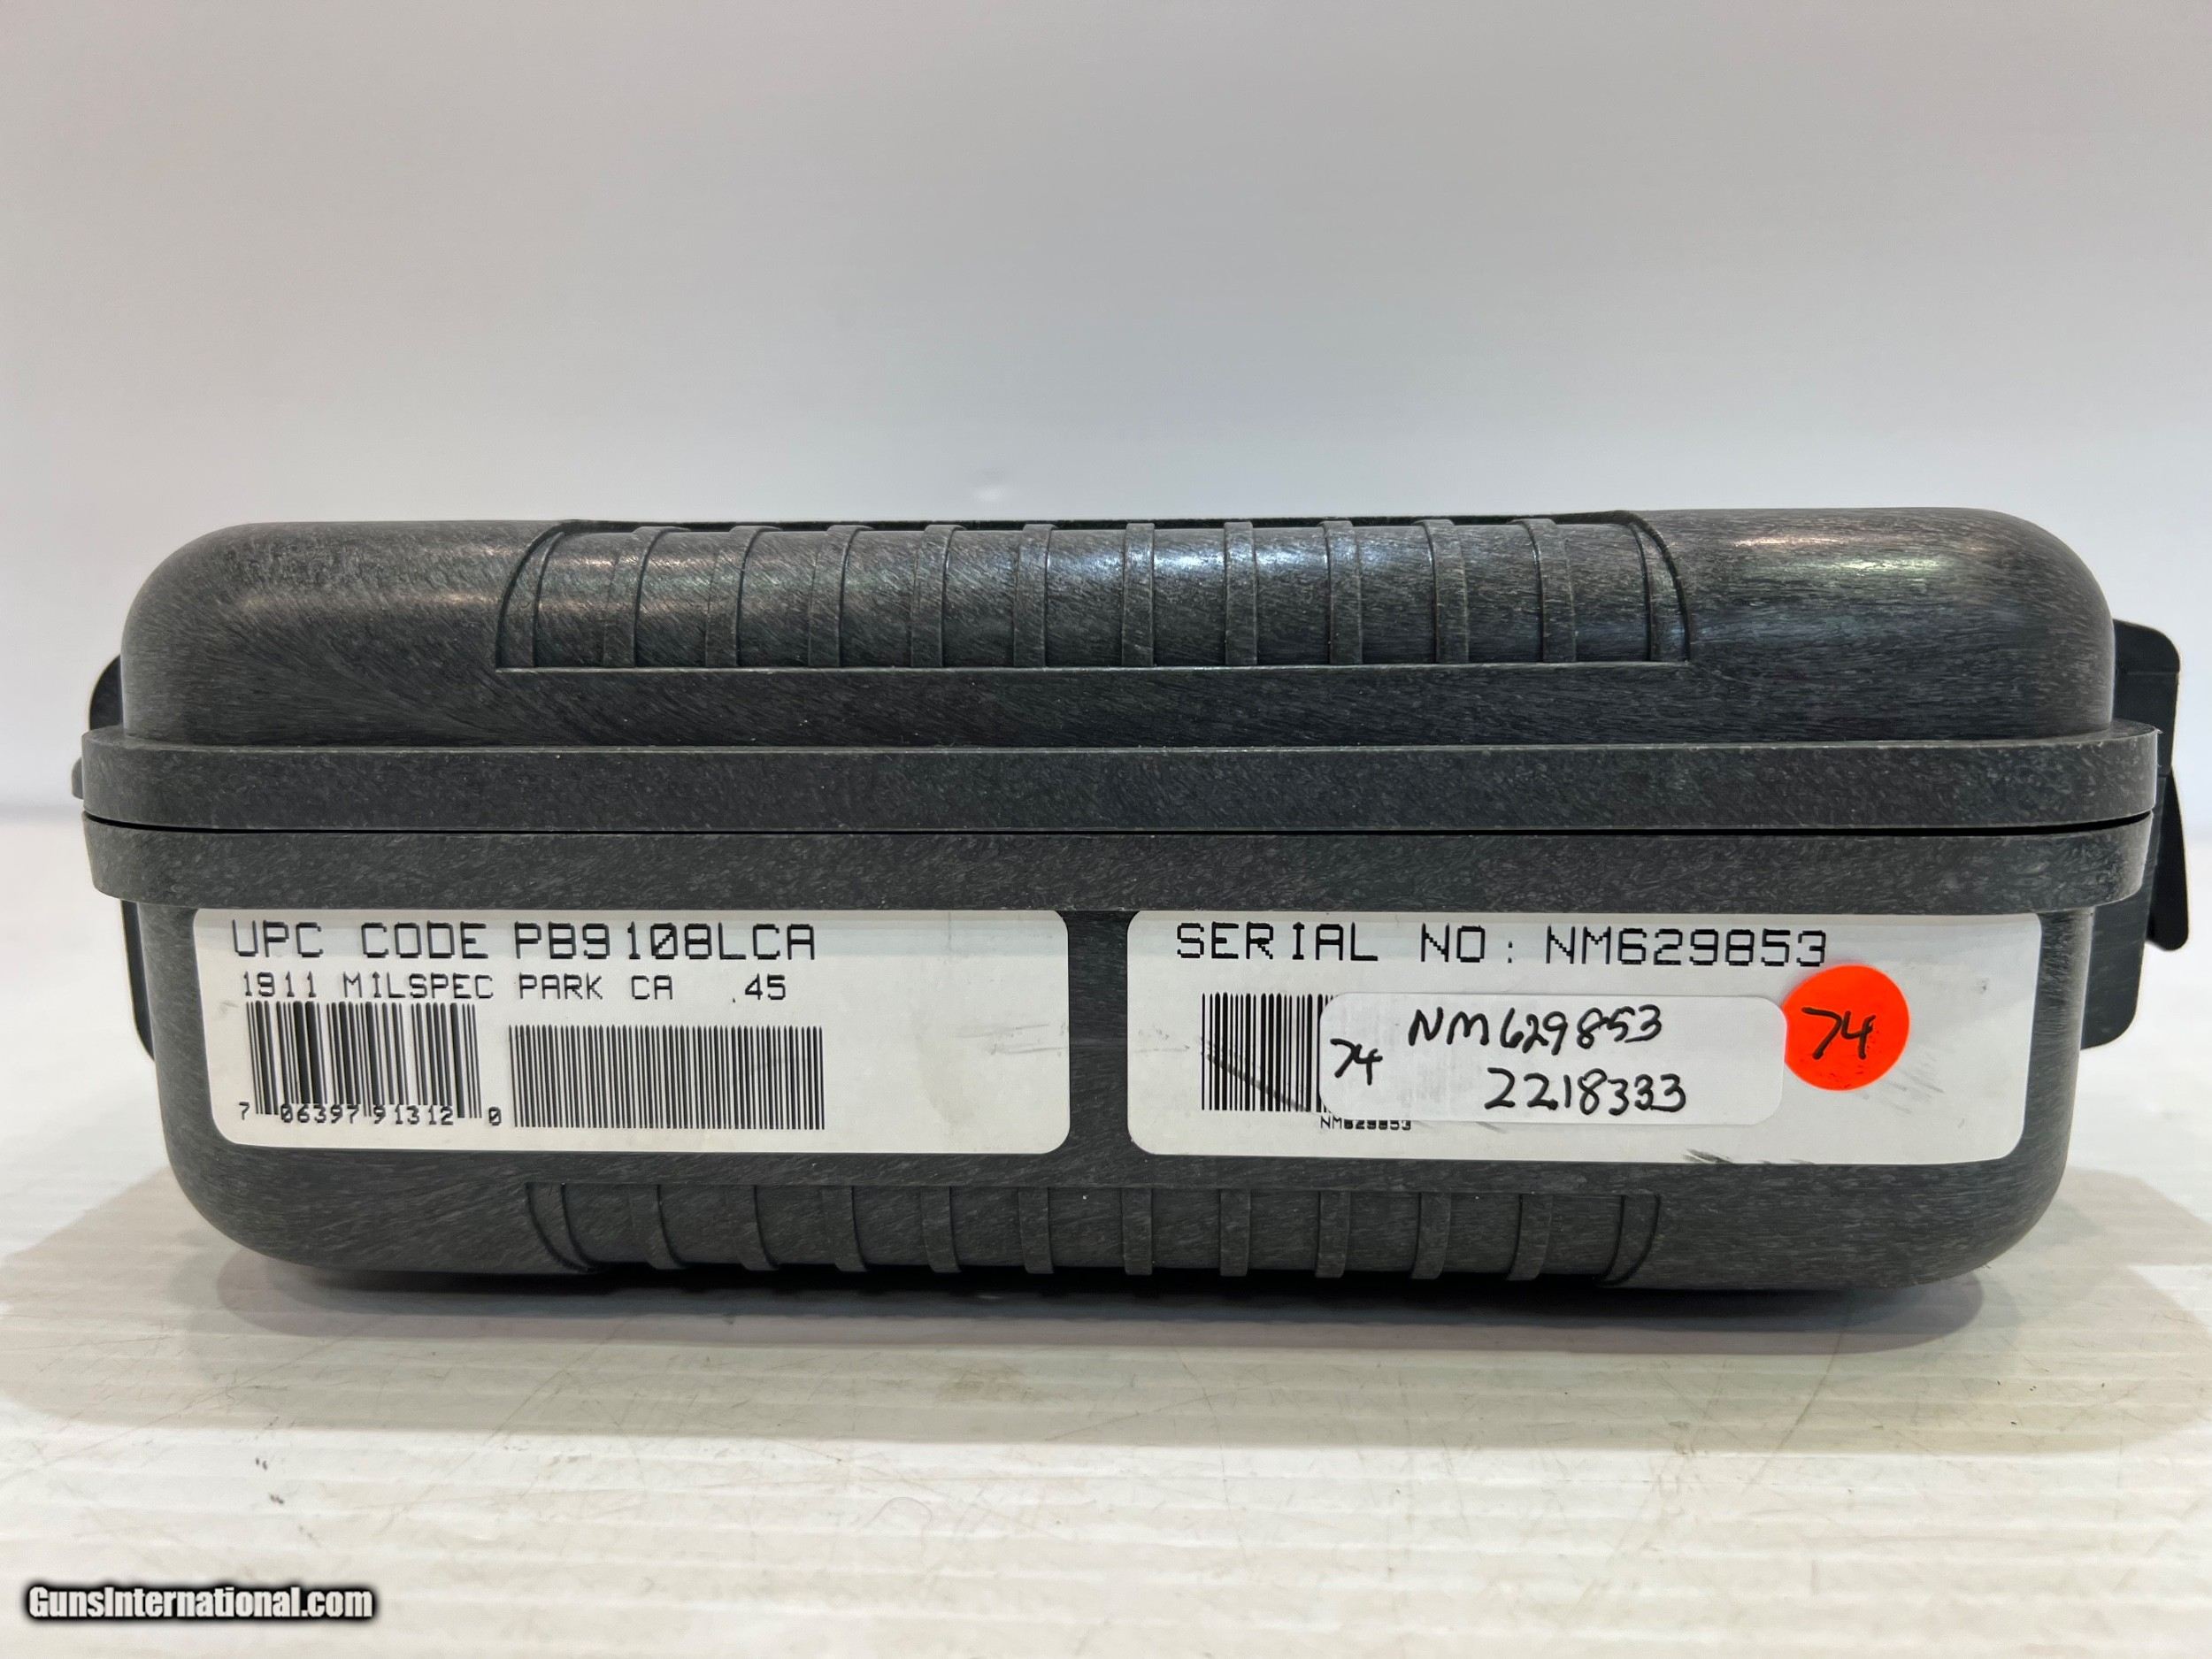 UPC CODE PB9108LCA
1911 MILSPEC PARK CA .45
7 06397 91312 0
SERIAL NO: NM629853
NM629853
74
2218333
74
NM629853
GunsInternational.com